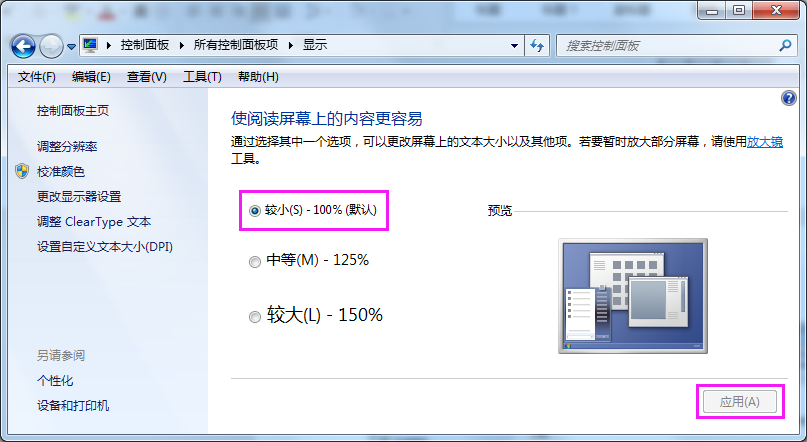 控制面板 所有控制面板项 显示
搜索控制面板
文件(F) 编辑(E) 查看(V) 工具(T) 帮助(H)
控制面板主页
调整分辨率
校准颜色
更改显示器设置
调整 ClearType 文本
设置自定义文本大小(DPI)
另请参阅
个性化
设备和打印机
使阅读屏幕上的内容更容易
通过选择其中一个选项，可以更改屏幕上的文本大小以及其他项。若要暂时放大部分屏幕，请使用放大镜
工具。
较小(S) - 100% (默认)
中等(M) - 125%
较大(L) - 150%
预览
应用(A)